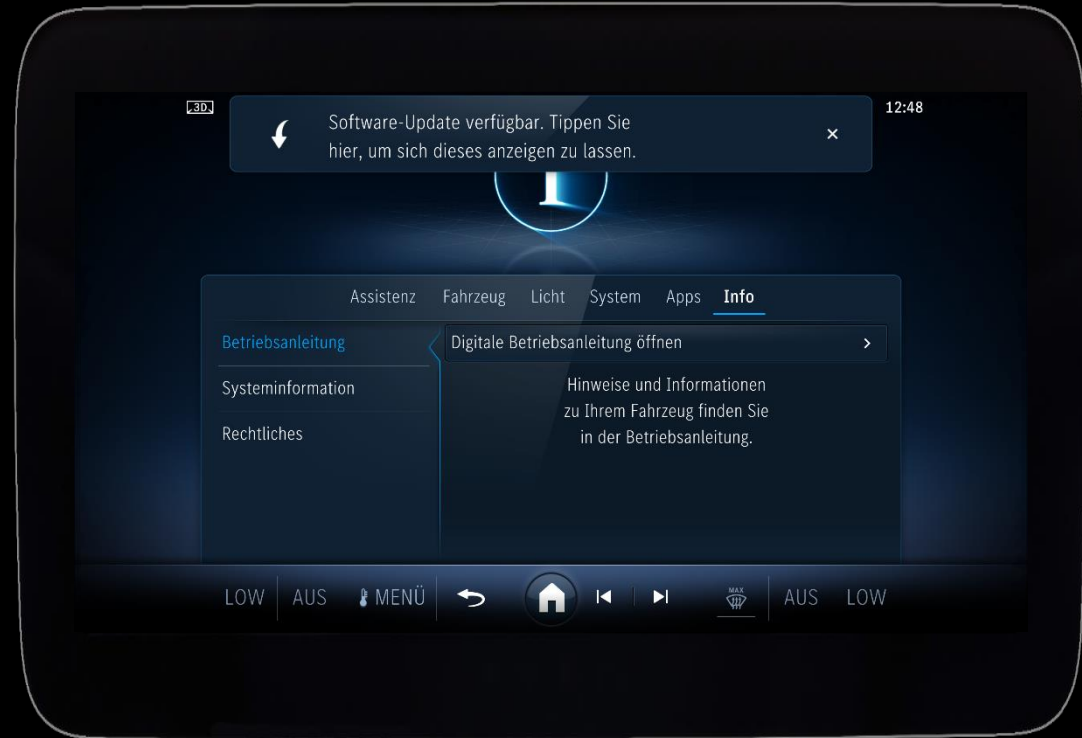 3D
12:48
Software-Update verfügbar. Tippen Sie
hier, um sich dieses anzeigen zu lassen.
Assistenz Fahrzeug Licht System Apps Info
Betriebsanleitung
Digitale Betriebsanleitung öffnen
Systeminformation
Hinweise und Informationen
zu Ihrem Fahrzeug finden Sie
in der Betriebsanleitung.
Rechtliches
LOW AUS MENÜ MAX AUS LOW